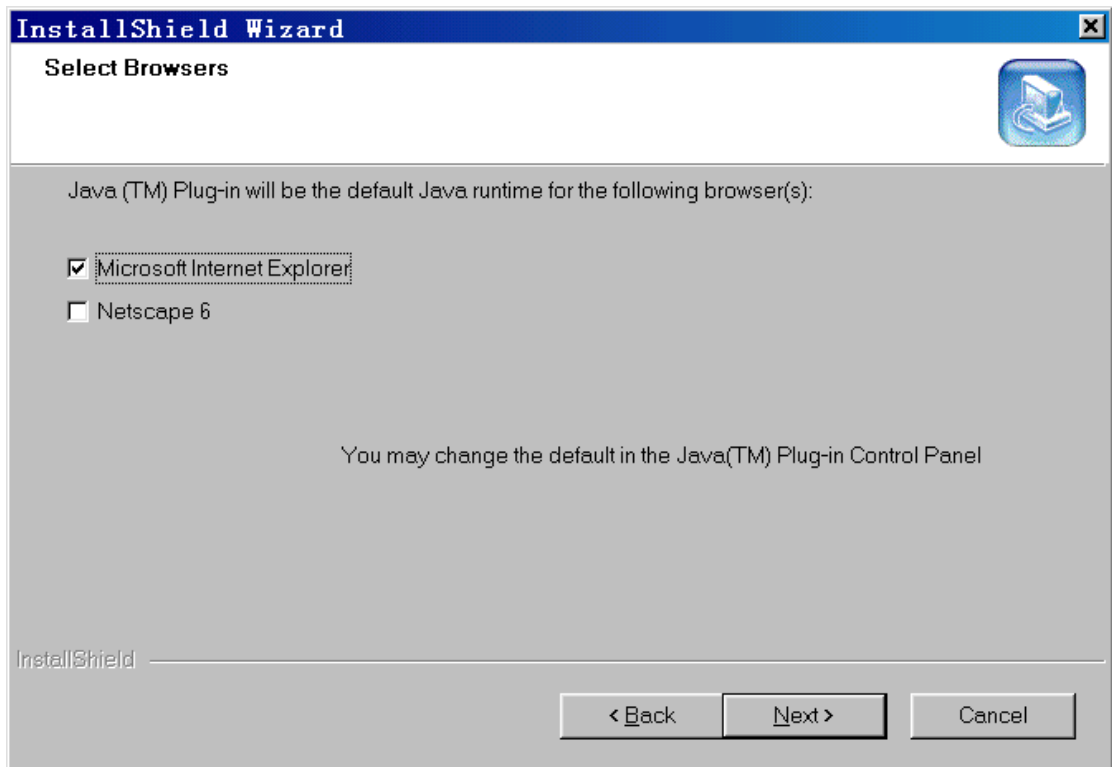 InstallShield Wizard
Select Browsers
Java (TM) Plug-in will be the default Java runtime for the following browser(s):
Microsoft Internet Explorer
Netscape 6
You may change the default in the Java(TM) Plug-in Control Panel
InstallShield
< Back Next > Cancel